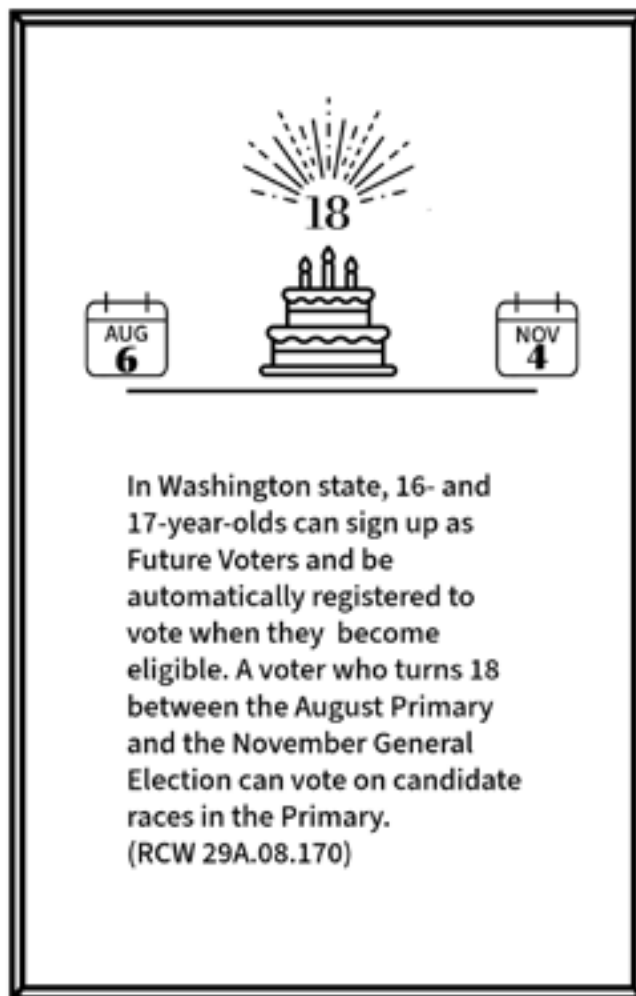 18
AUG
6
NOV
4
In Washington state, 16- and
17-year-olds can sign up as
Future Voters and be
automatically registered to
vote when they  become
eligible. A voter who turns 18
between the August Primary
and the November General
Election can vote on candidate
races in the Primary.
(RCW 29A.08.170)